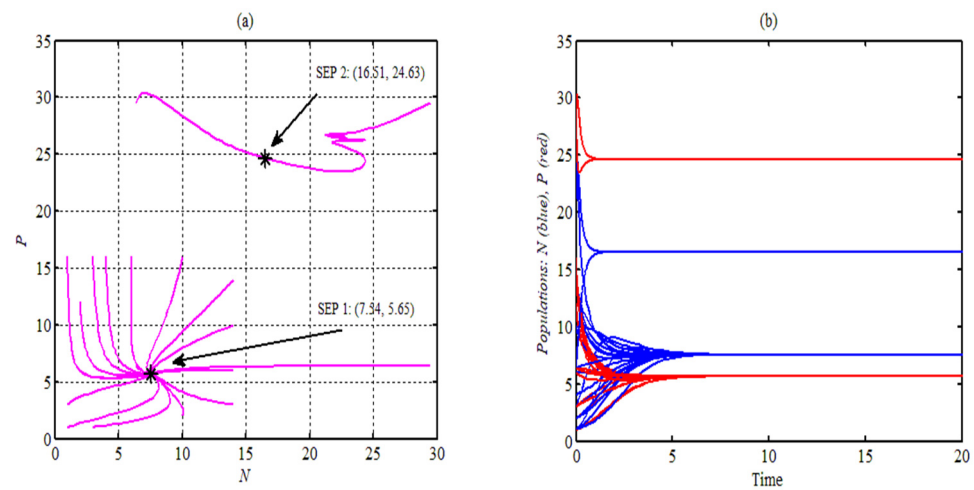 (a)
35
30
25
20
15
10
5
0
P
SEP 2: (16.51, 24.63)
SEP 1: (7.54, 5.65)
0 5 10 15 20 25 30
N
(b)
35
30
25
20
15
10
5
0
Populations: N (blue), P (red)
0 5 10 15 20
Time